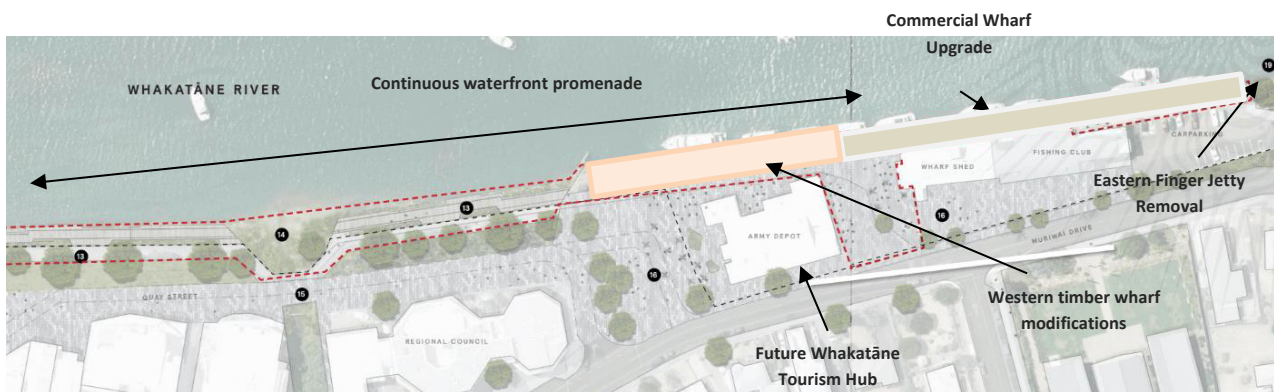 Commercial Wharf
Upgrade
19
Continuous waterfront promenade
WHAKATĀNE RIVER
CARPARKING
FISHING CLUB
WHARF SHED
Eastern Finger Jetty
Removal
13
14
16
ARMY DEPOT
MURIWAI DRIVE
13
16
15
QUAY STREET
Western timber wharf
modifications
REGIONAL COUNCIL
Future Whakatāne
Tourism Hub